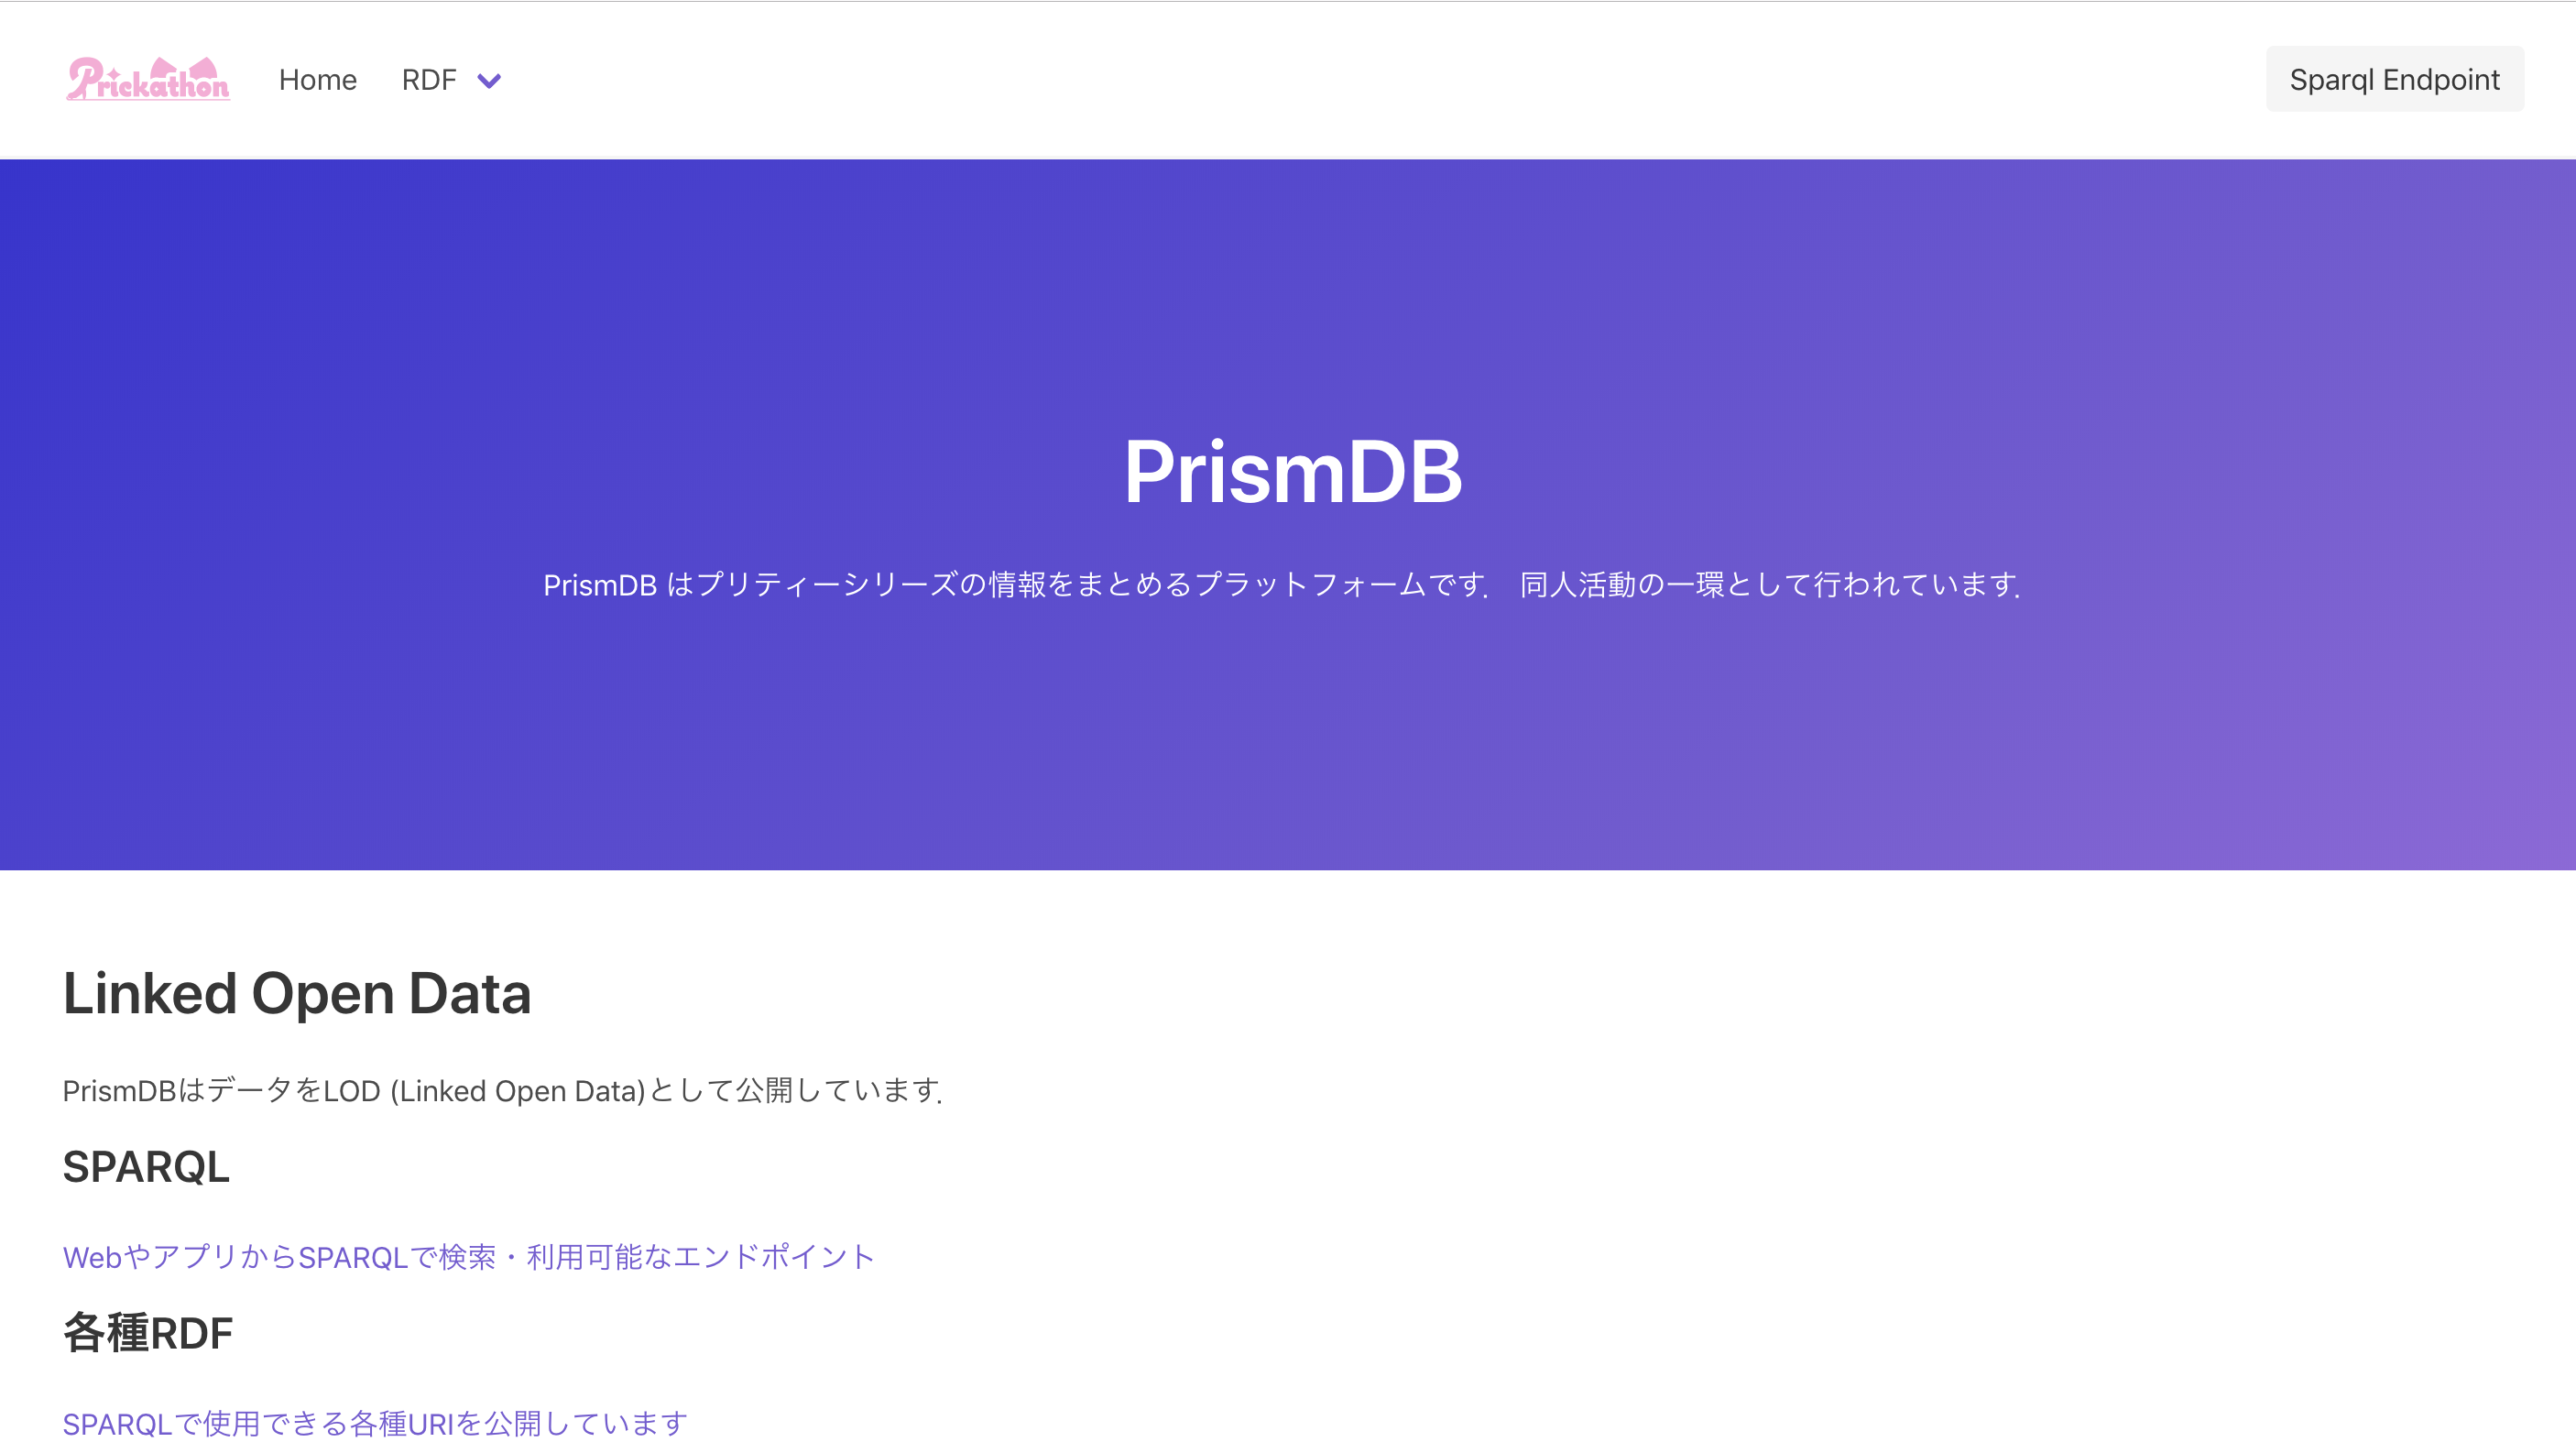 Prickathon
Home
RDF
Sparql Endpoint
PrismDB
PrismDB はプリティーシリーズの情報をまとめるプラットフォームです． 同人活動の一環として行われています．
Linked Open Data
PrismDBはデータをLOD (Linked Open Data)として公開しています．
SPARQL
WebやアプリからSPARQLで検索・利用可能なエンドポイント
各種RDF
SPARQLで使用できる各種URIを公開しています